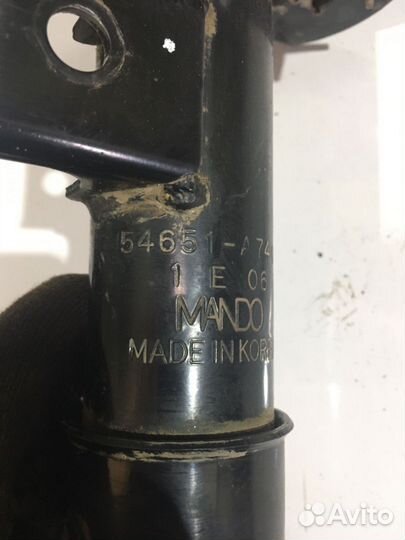 54651-A74
1 E 06
MANDO
MADE IN KOR
Avito